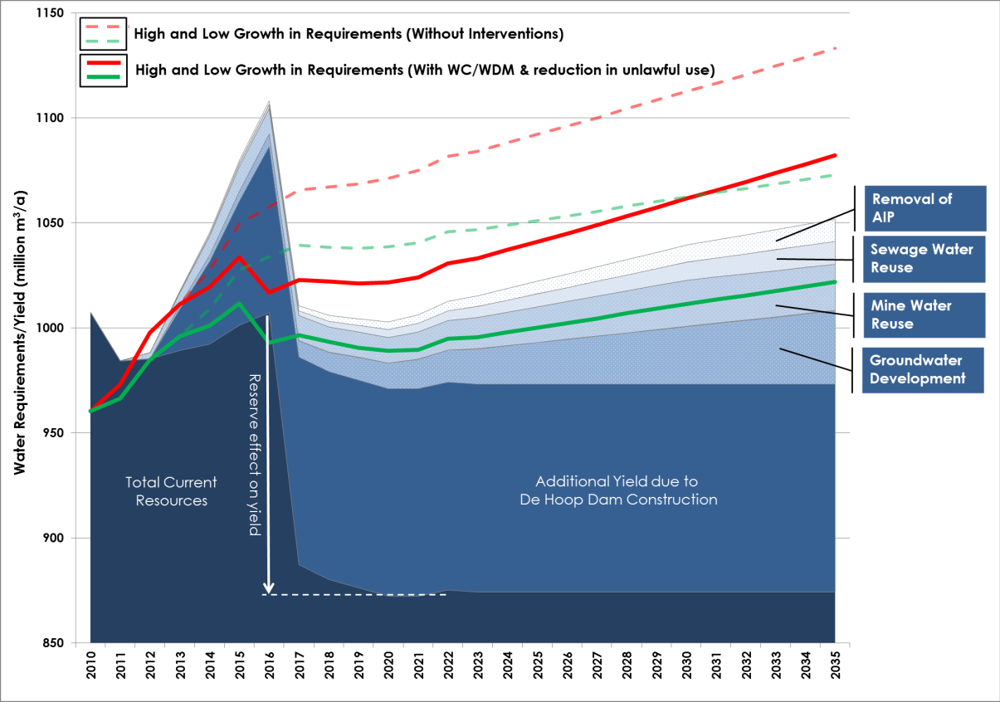 High and Low Growth in Requirements (Without Interventions)
High and Low Growth in Requirements (With WC/WDM & reduction in unlawful use)
Water Requirements/Yield (million m³/a)
1150
1100
1050
1000
950
900
850
Total Current
Resources
Reserve effect on yield
Additional Yield due to
De Hoop Dam Construction
Removal of
AIP
Sewage Water
Reuse
Mine Water
Reuse
Groundwater
Development
2010
2011
2012
2013
2014
2015
2016
2017
2018
2019
2020
2021
2022
2023
2024
2025
2026
2027
2028
2029
2030
2031
2032
2033
2034
2035